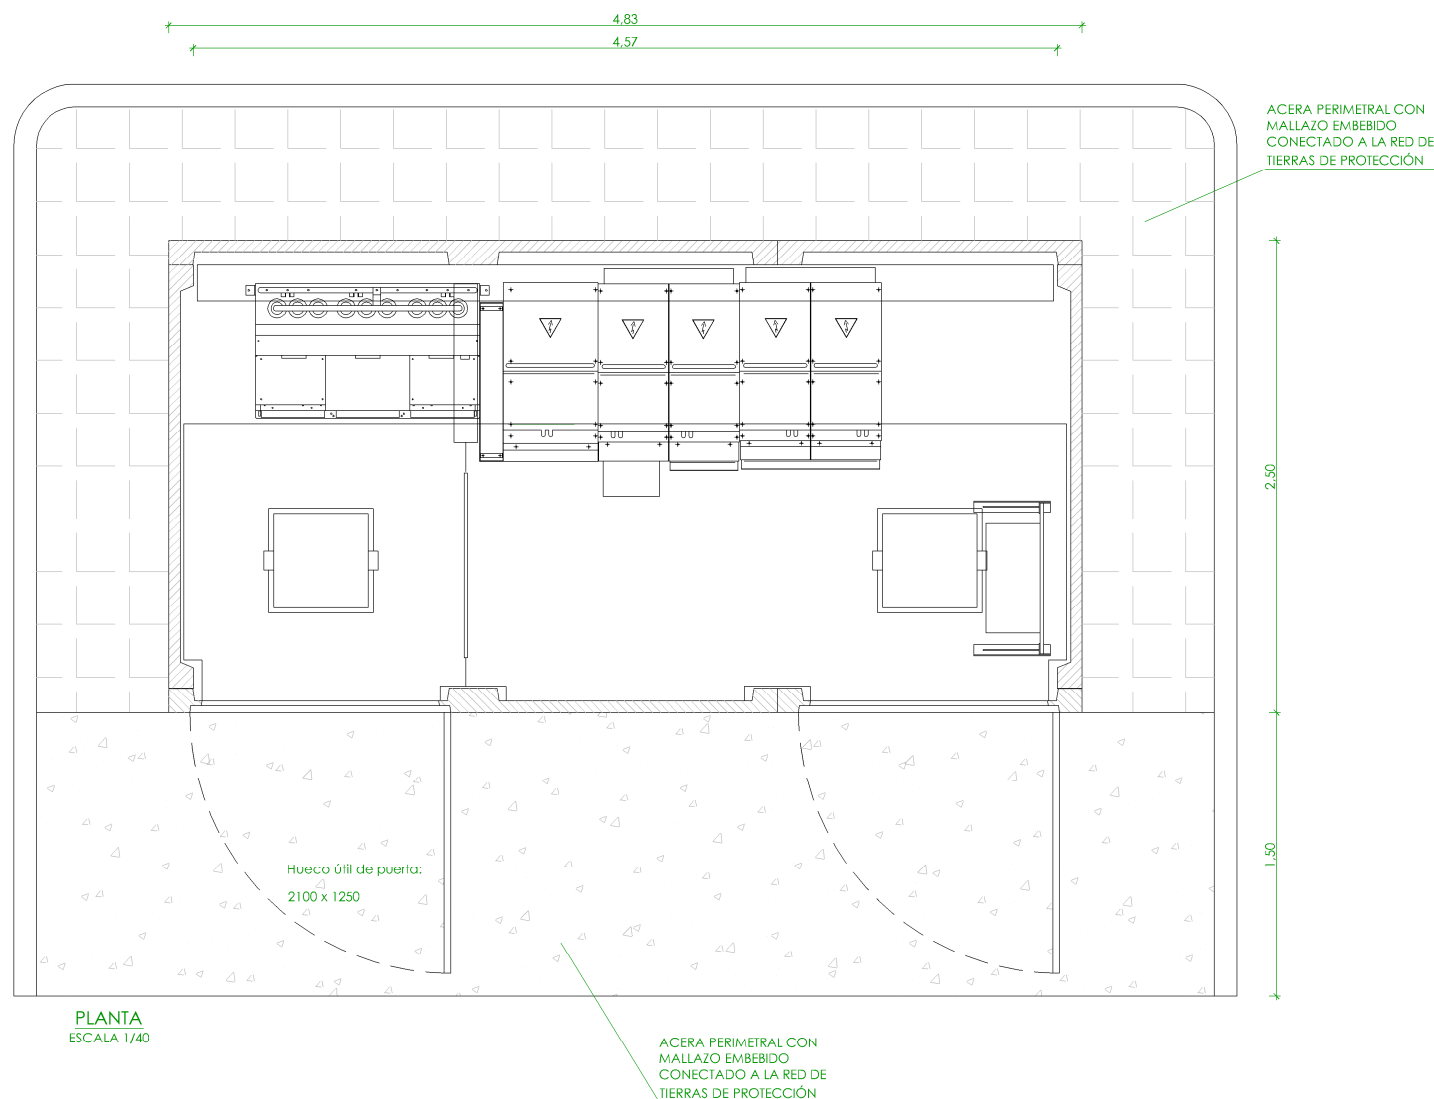 4,83
4,57
ACERA PERIMETRAL CON
MALLAZO EMBEBIDO
CONECTADO A LA RED DE
TIERRAS DE PROTECCIÓN
2,50
1,50
Hueco útil de puerta:
2100 x 1250
PLANTA
ESCALA 1/40
ACERA PERIMETRAL CON
MALLAZO EMBEBIDO
CONECTADO A LA RED DE
TIERRAS DE PROTECCIÓN